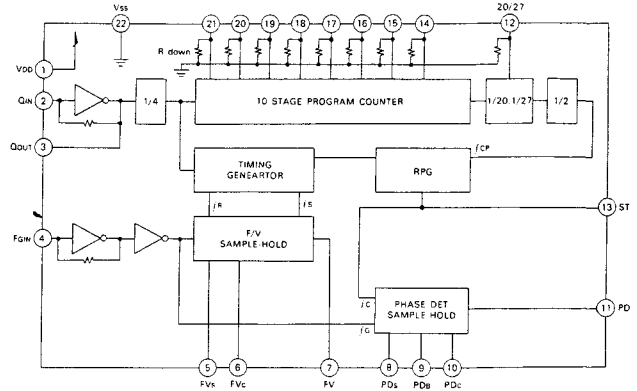 Vss
20/27
22
21
20
19
18
17
16
15
14
12
R down
VDD
1
QIN
2
1/4
10 STAGE PROGRAM COUNTER
1/20.1/27
1/2
QOUT
3
TIMING
GENEARTOR
RPG
fCP
fR
fS
13
ST
FGIN
4
F/V
SAMPLE-HOLD
fC
PHASE DET
SAMPLE HOLD
11
PD
fG
5
6
7
8
9
10
FVS
FVC
FV
PDS
PDB
PDC